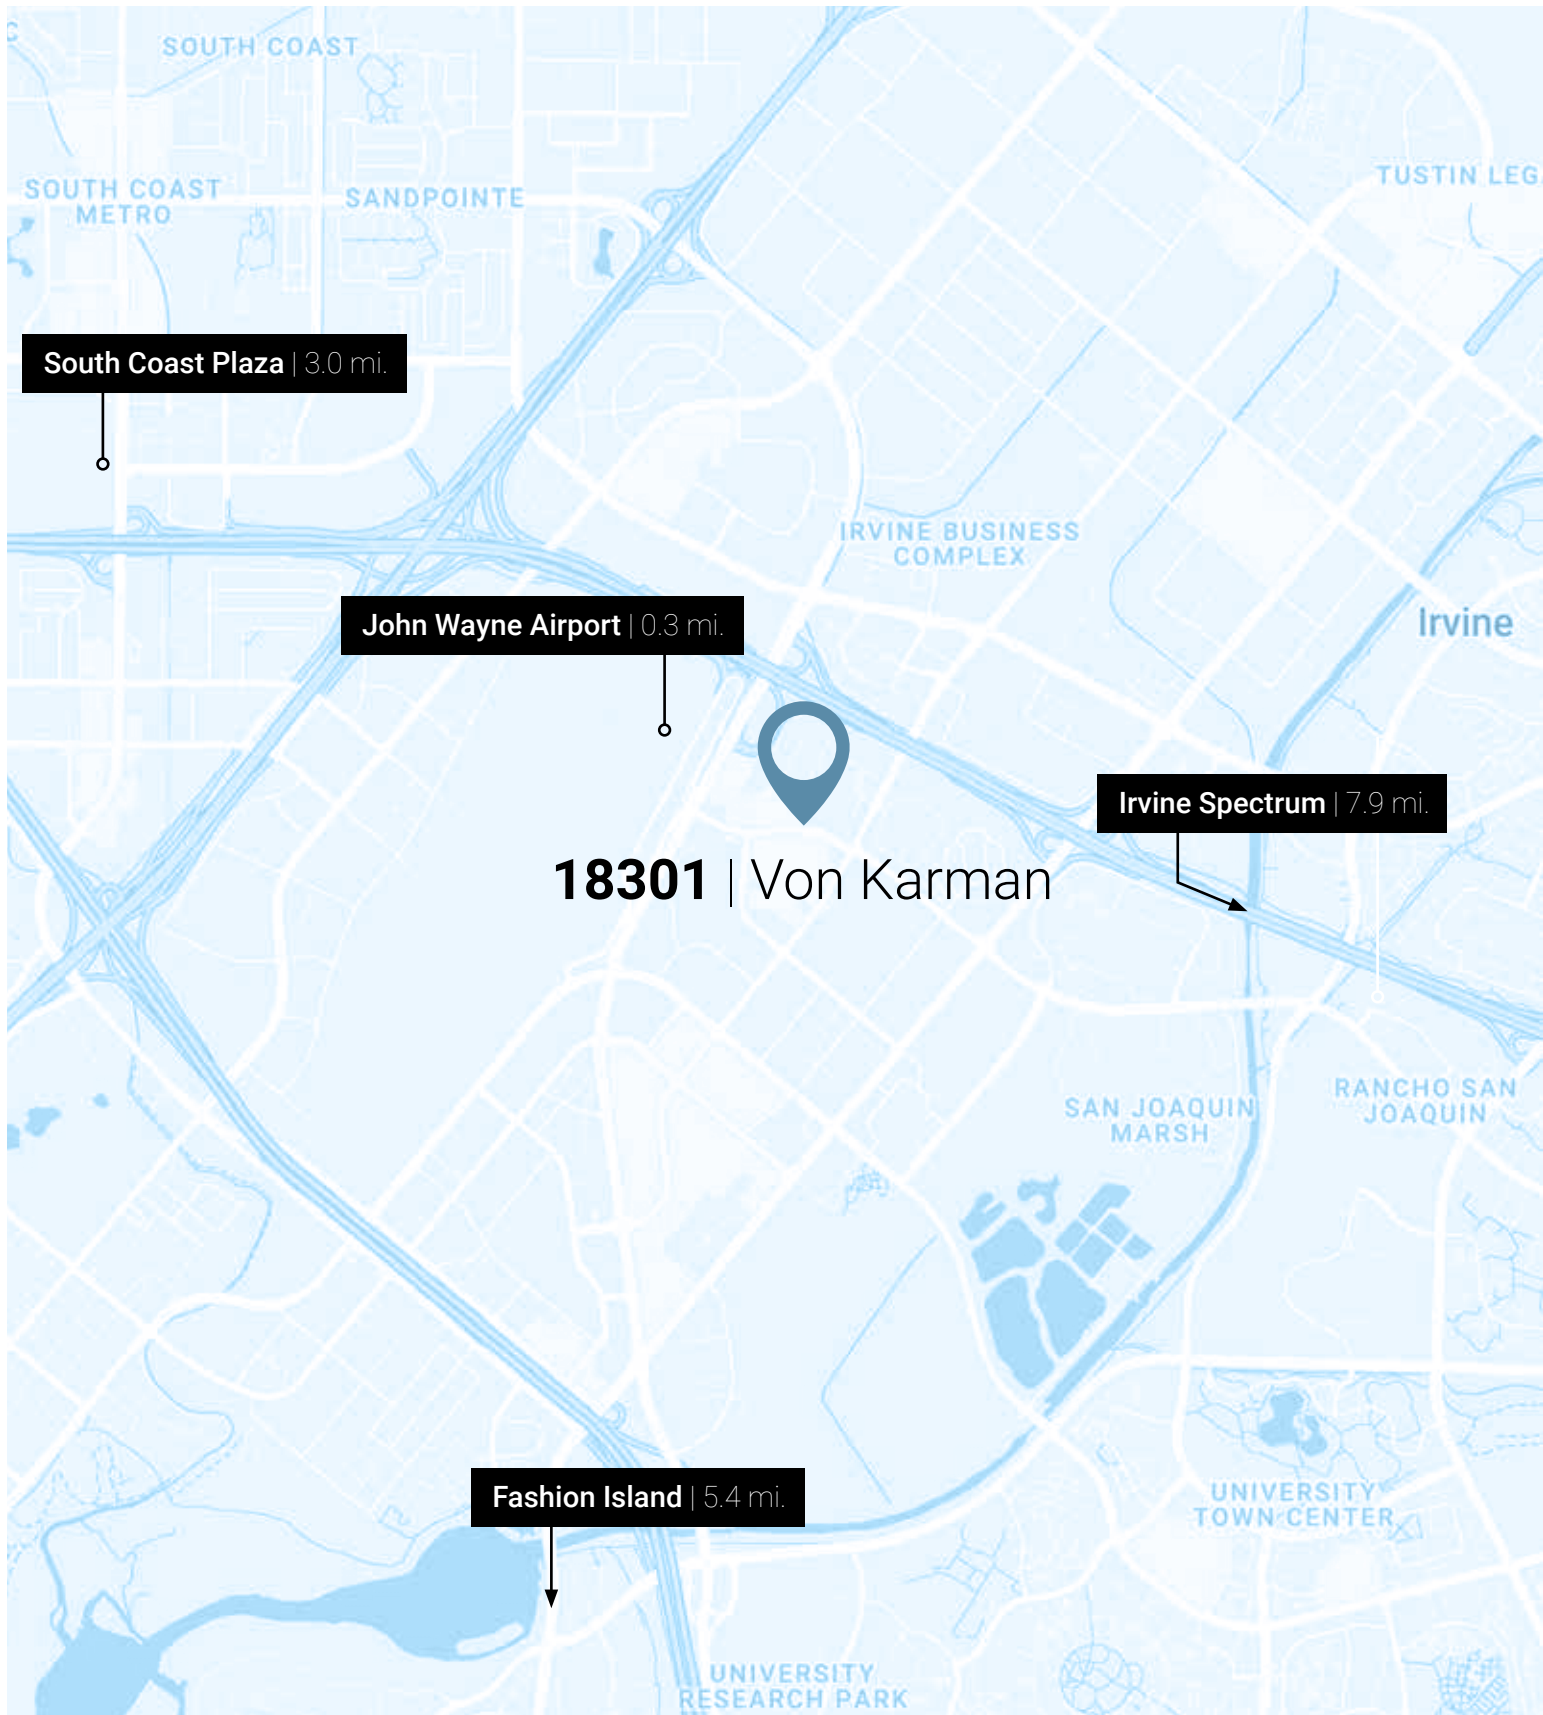 C
SOUTH COAST
SOUTH COAST
METRO
SANDPOINTE
TUSTIN LEG
South Coast Plaza | 3.0 mi.
IRVINE BUSINESS
COMPLEX
John Wayne Airport | 0.3 mi.
Irvine
Irvine Spectrum | 7.9 mi.
18301 | Von Karman
SAN JOAQUIN
MARSH
RANCHO SAN
JOAQUIN
Fashion Island | 5.4 mi.
UNIVERSITY
TOWN CENTER
UNIVERSITY
RESEARCH PARK